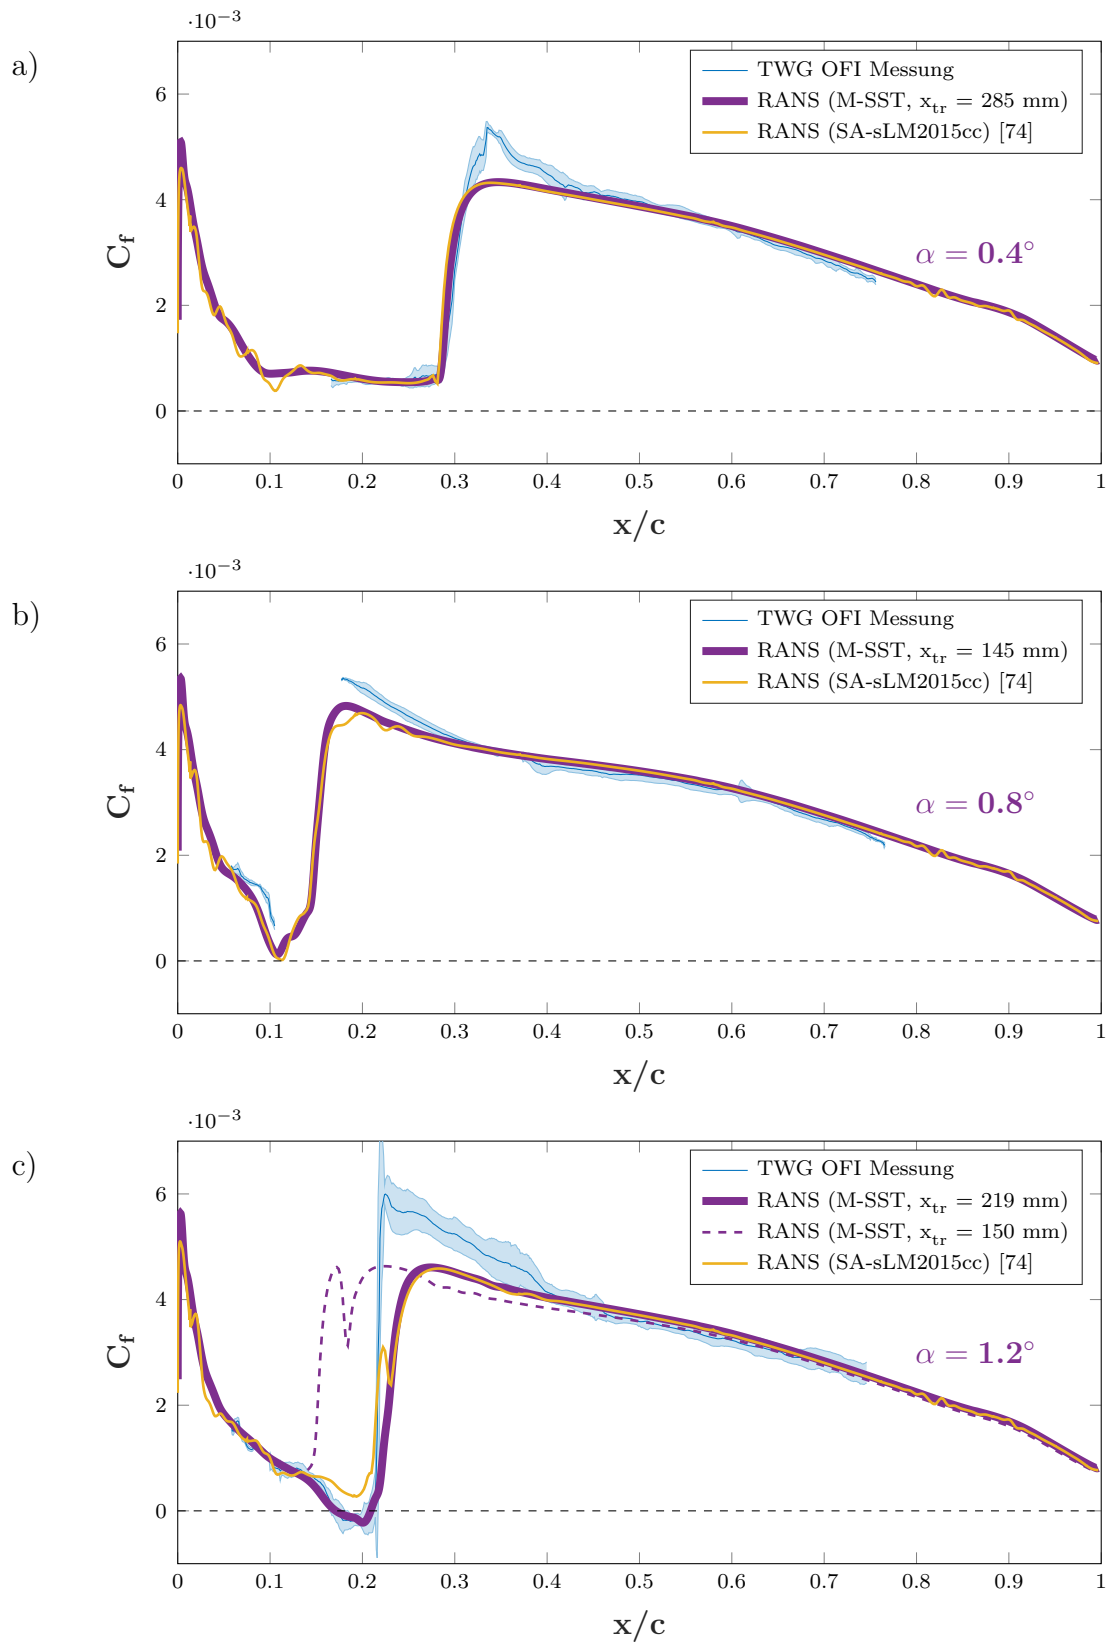 ·10⁻³
a)
6
4
2
0
C_f
TWG OFI Messung
RANS (M-SST, x_tr = 285 mm)
RANS (SA-sLM2015cc) [74]
α = 0.4°
0 0.1 0.2 0.3 0.4 0.5 0.6 0.7 0.8 0.9 1
x/c
·10⁻³
b)
6
4
2
0
C_f
TWG OFI Messung
RANS (M-SST, x_tr = 145 mm)
RANS (SA-sLM2015cc) [74]
α = 0.8°
0 0.1 0.2 0.3 0.4 0.5 0.6 0.7 0.8 0.9 1
x/c
·10⁻³
c)
6
4
2
0
C_f
TWG OFI Messung
RANS (M-SST, x_tr = 219 mm)
RANS (M-SST, x_tr = 150 mm)
RANS (SA-sLM2015cc) [74]
α = 1.2°
0 0.1 0.2 0.3 0.4 0.5 0.6 0.7 0.8 0.9 1
x/c